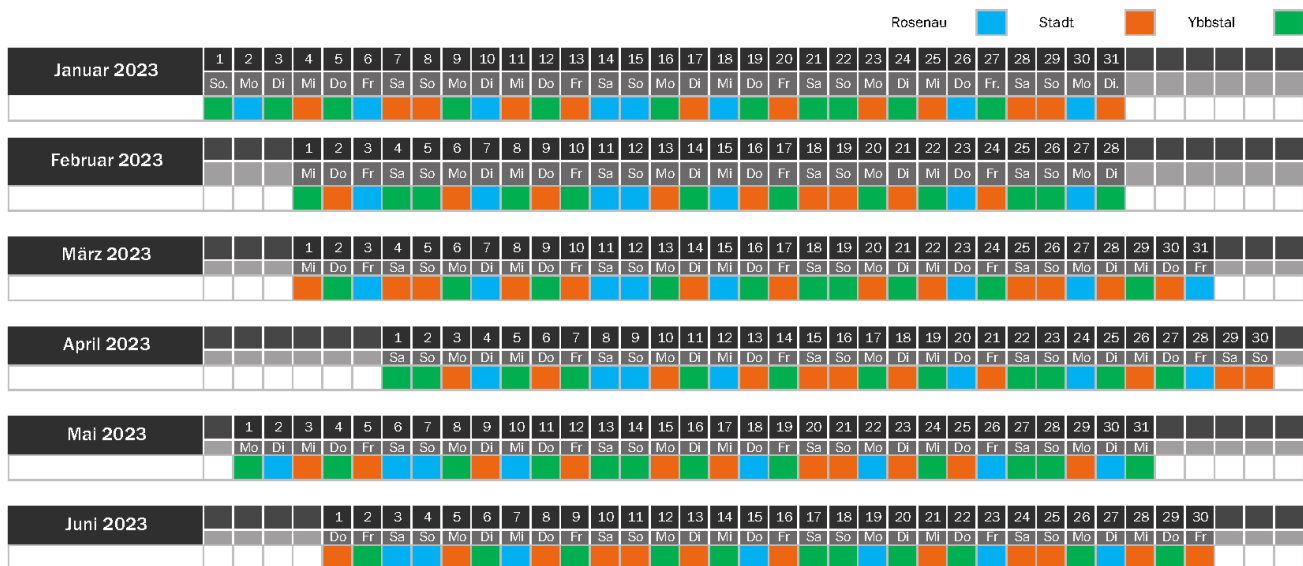 Rosenau Stadt Ybbstal
Januar 2023 1 2 3 4 5 6 7 8 9 10 11 12 13 14 15 16 17 18 19 20 21 22 23 24 25 26 27 28 29 30 31
So. Mo Di Mi Do Fr Sa So Mo Di Mi Do Fr Sa So Mo Di Mi Do Fr Sa So Mo Di Mi Do Fr. Sa So Mo Di.
Februar 2023 1 2 3 4 5 6 7 8 9 10 11 12 13 14 15 16 17 18 19 20 21 22 23 24 25 26 27 28
Mi Do Fr Sa So Mo Di Mi Do Fr Sa So Mo Di Mi Do Fr Sa So Mo Di Mi Do Fr Sa So Mo Di
März 2023 1 2 3 4 5 6 7 8 9 10 11 12 13 14 15 16 17 18 19 20 21 22 23 24 25 26 27 28 29 30 31
Mi Do Fr Sa So Mo Di Mi Do Fr Sa So Mo Di Mi Do Fr Sa So Mo Di Mi Do Fr Sa So Mo Di Mi Do Fr
April 2023 1 2 3 4 5 6 7 8 9 10 11 12 13 14 15 16 17 18 19 20 21 22 23 24 25 26 27 28 29 30
Sa So Mo Di Mi Do Fr Sa So Mo Di Mi Do Fr Sa So Mo Di Mi Do Fr Sa So Mo Di Mi Do Fr Sa So
Mai 2023 1 2 3 4 5 6 7 8 9 10 11 12 13 14 15 16 17 18 19 20 21 22 23 24 25 26 27 28 29 30 31
Mo Di Mi Do Fr Sa So Mo Di Mi Do Fr Sa So Mo Di Mi Do Fr Sa So Mo Di Mi Do Fr Sa So Mo Di Mi
Juni 2023 1 2 3 4 5 6 7 8 9 10 11 12 13 14 15 16 17 18 19 20 21 22 23 24 25 26 27 28 29 30
Do Fr Sa So Mo Di Mi Do Fr Sa So Mo Di Mi Do Fr Sa So Mo Di Mi Do Fr Sa So Mo Di Mi Do Fr